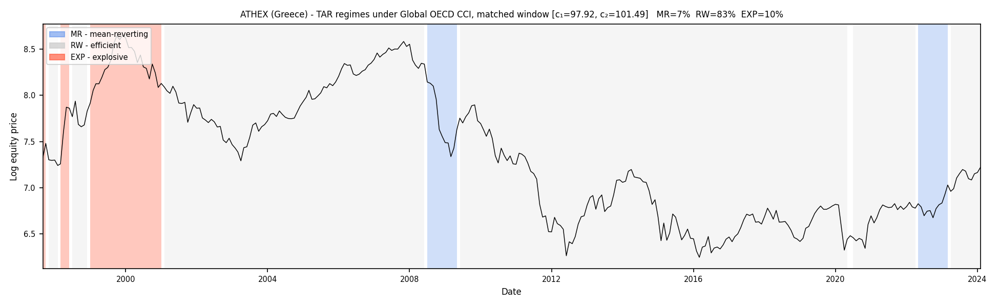 ATHEX (Greece) - TAR regimes under Global OECD CCI, matched window [c₁=97.92, c₂=101.49]   MR=7%  RW=83%  EXP=10%
MR - mean-reverting
RW - efficient
EXP - explosive
Log equity price
8.5
8.0
7.5
7.0
6.5
2000
2004
2008
2012
2016
2020
2024
Date